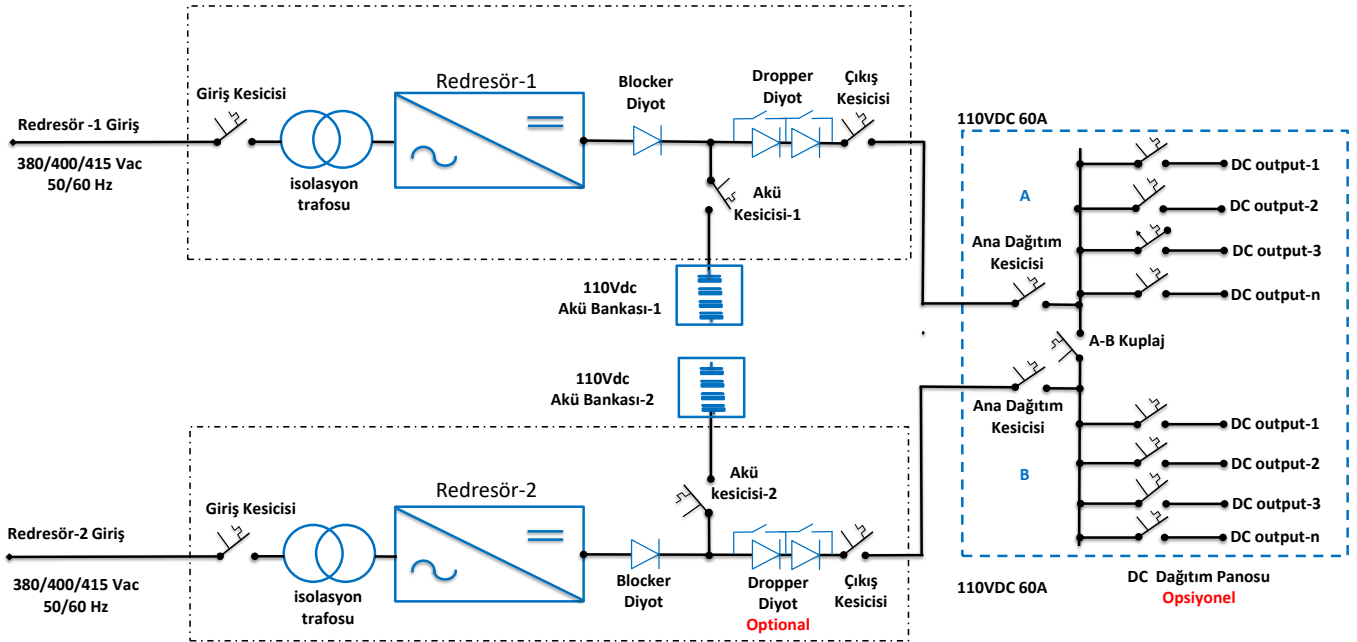 Redresör-1
Giriş Kesicisi
Blocker
Diyot
Dropper
Diyot
Çıkış
Kesicisi
Redresör -1 Giriş
380/400/415 Vac
50/60 Hz
isolasyon
trafosu
Akü
Kesicisi-1
110VDC 60A
A
DC output-1
DC output-2
DC output-3
DC output-n
Ana Dağıtım
Kesicisi
110Vdc
Akü Bankası-1
A-B Kuplaj
110Vdc
Akü Bankası-2
Ana Dağıtım
Kesicisi
B
DC output-1
DC output-2
DC output-3
DC output-n
Akü
kesicisi-2
Redresör-2
Giriş Kesicisi
Redresör-2 Giriş
380/400/415 Vac
50/60 Hz
isolasyon
trafosu
Blocker
Diyot
Dropper
Diyot
Optional
Çıkış
Kesicisi
110VDC 60A
DC Dağıtım Panosu
Opsiyonel